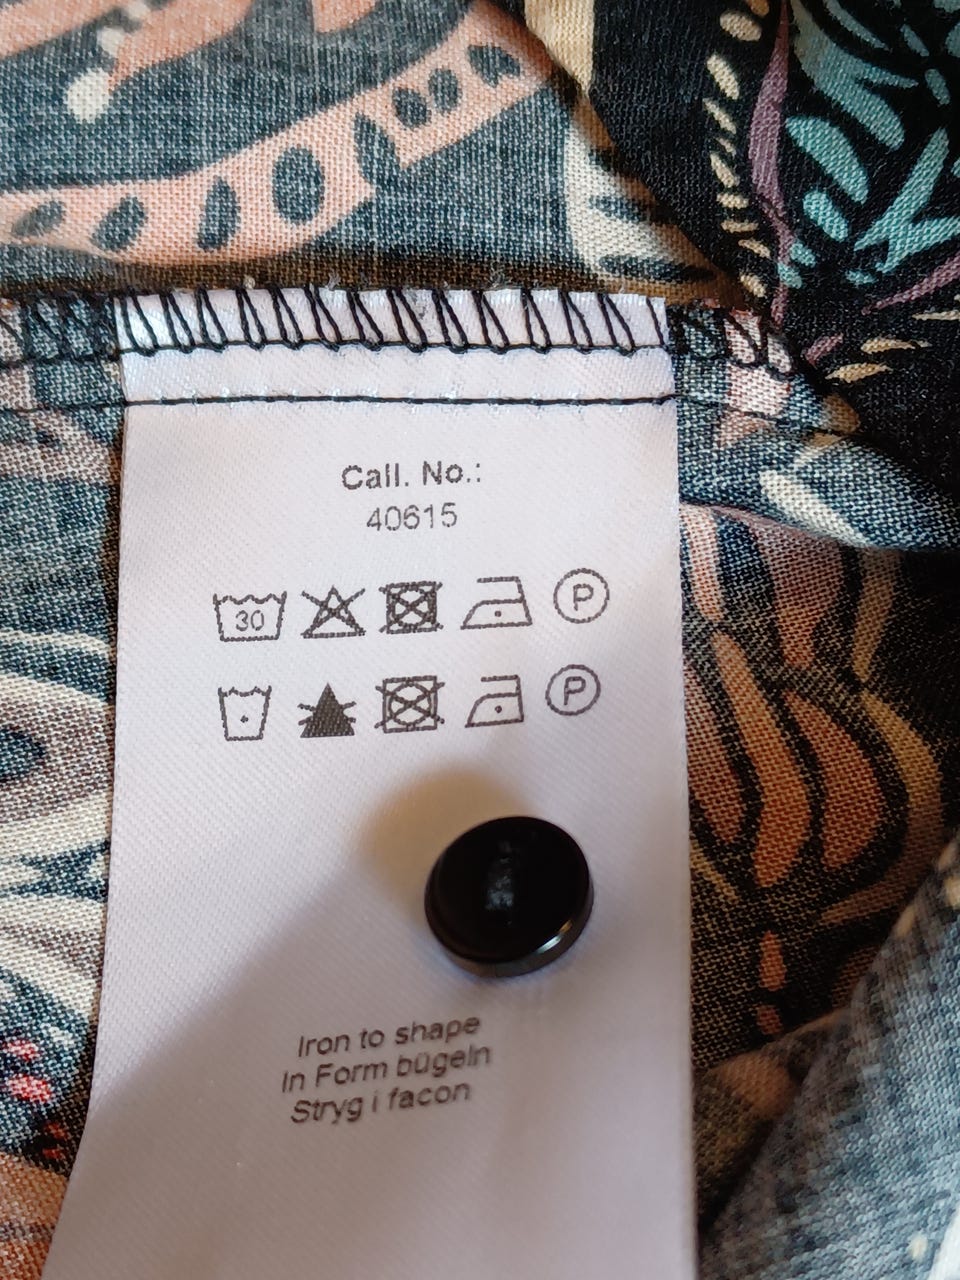 Call. No.:
40615
30 P
P
Iron to shape
In Form bügeln
Stryg i facon